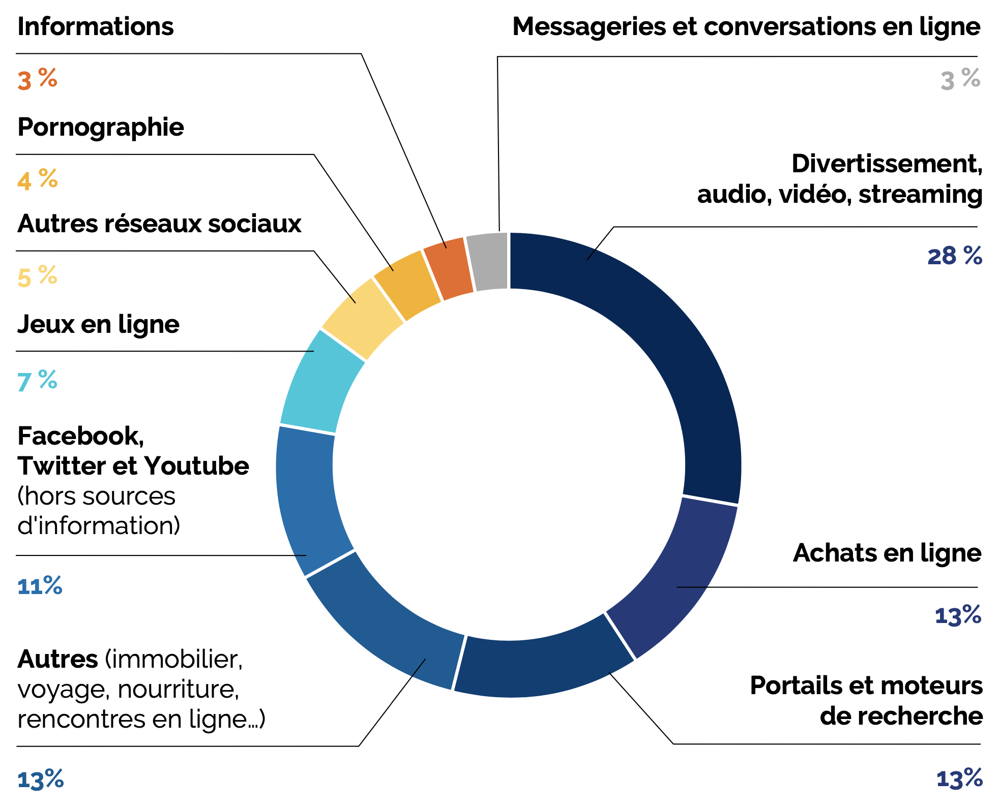 Informations
3 %
Pornographie
4 %
Autres réseaux sociaux
5 %
Jeux en ligne
7 %
Facebook,
Twitter et Youtube
(hors sources
d'information)
11%
Autres (immobilier,
voyage, nourriture,
rencontres en ligne...)
13%
Messageries et conversations en ligne
3 %
Divertissement,
audio, vidéo, streaming
28 %
Achats en ligne
13%
Portails et moteurs
de recherche
13%